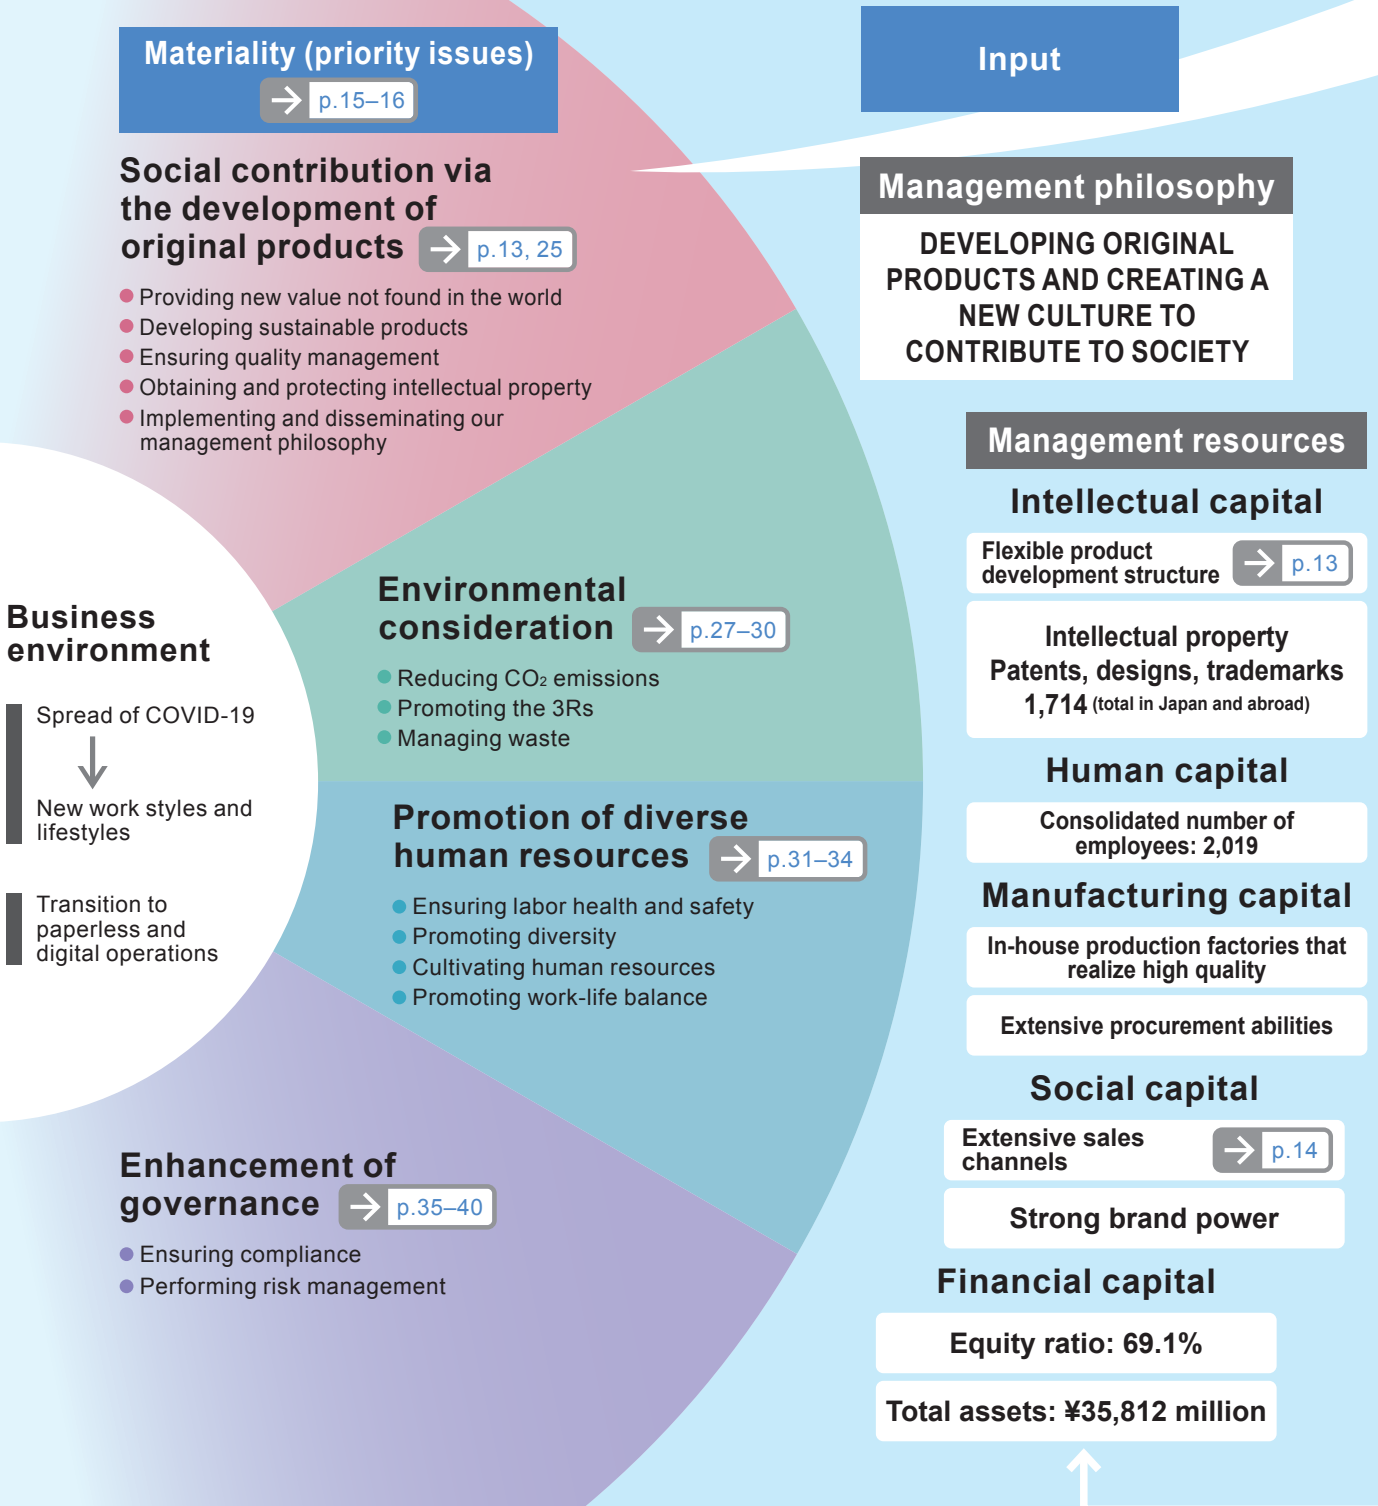 Materiality (priority issues)
p.15–16
Social contribution via
the development of
original products
p.13, 25
Providing new value not found in the world
Developing sustainable products
Ensuring quality management
Obtaining and protecting intellectual property
Implementing and disseminating our
management philosophy
Business
environment
Spread of COVID-19
New work styles and
lifestyles
Transition to
paperless and
digital operations
Environmental
consideration
p.27–30
Reducing CO₂ emissions
Promoting the 3Rs
Managing waste
Promotion of diverse
human resources
p.31–34
Ensuring labor health and safety
Promoting diversity
Cultivating human resources
Promoting work-life balance
Enhancement of
governance
p.35–40
Ensuring compliance
Performing risk management
Input
Management philosophy
DEVELOPING ORIGINAL
PRODUCTS AND CREATING A
NEW CULTURE TO
CONTRIBUTE TO SOCIETY
Management resources
Intellectual capital
Flexible product
development structure
p.13
Intellectual property
Patents, designs, trademarks
1,714 (total in Japan and abroad)
Human capital
Consolidated number of
employees: 2,019
Manufacturing capital
In-house production factories that
realize high quality
Extensive procurement abilities
Social capital
Extensive sales
channels
p.14
Strong brand power
Financial capital
Equity ratio: 69.1%
Total assets: ¥35,812 million